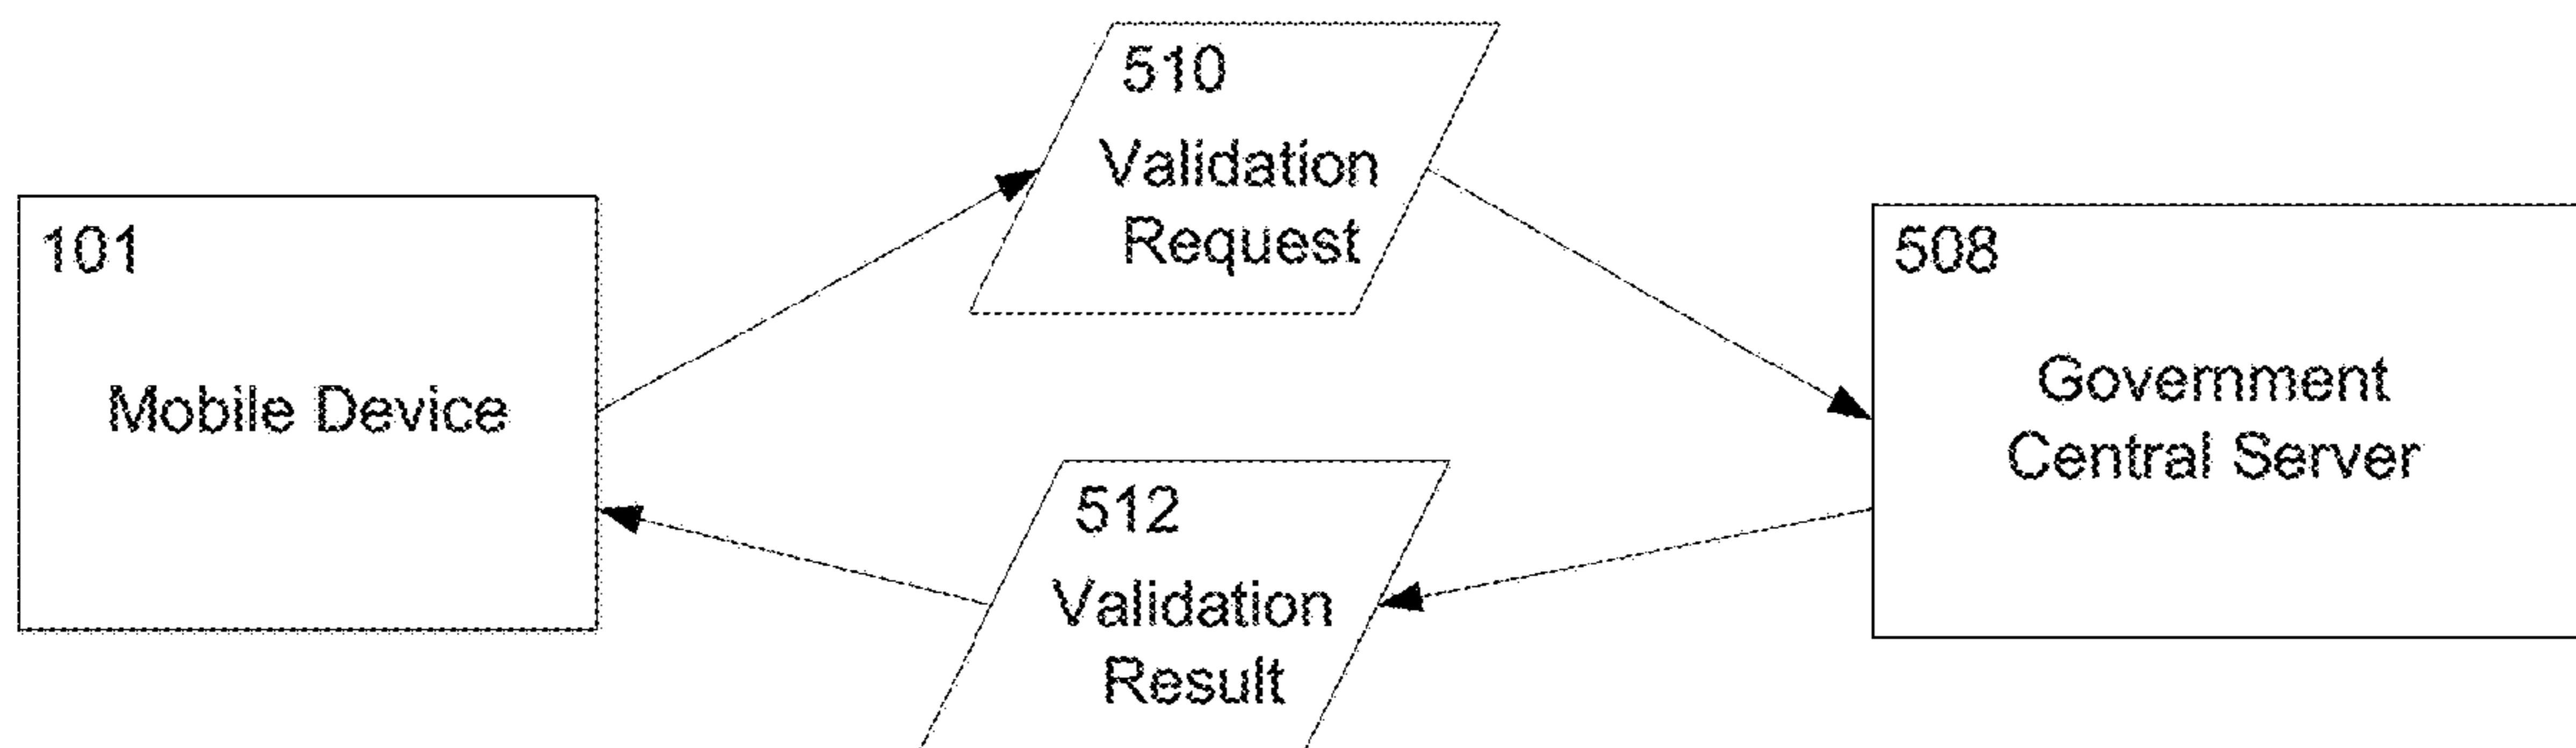 510
Validation
Request
101
Mobile Device
508
Government
Central Server
512
Validation
Result